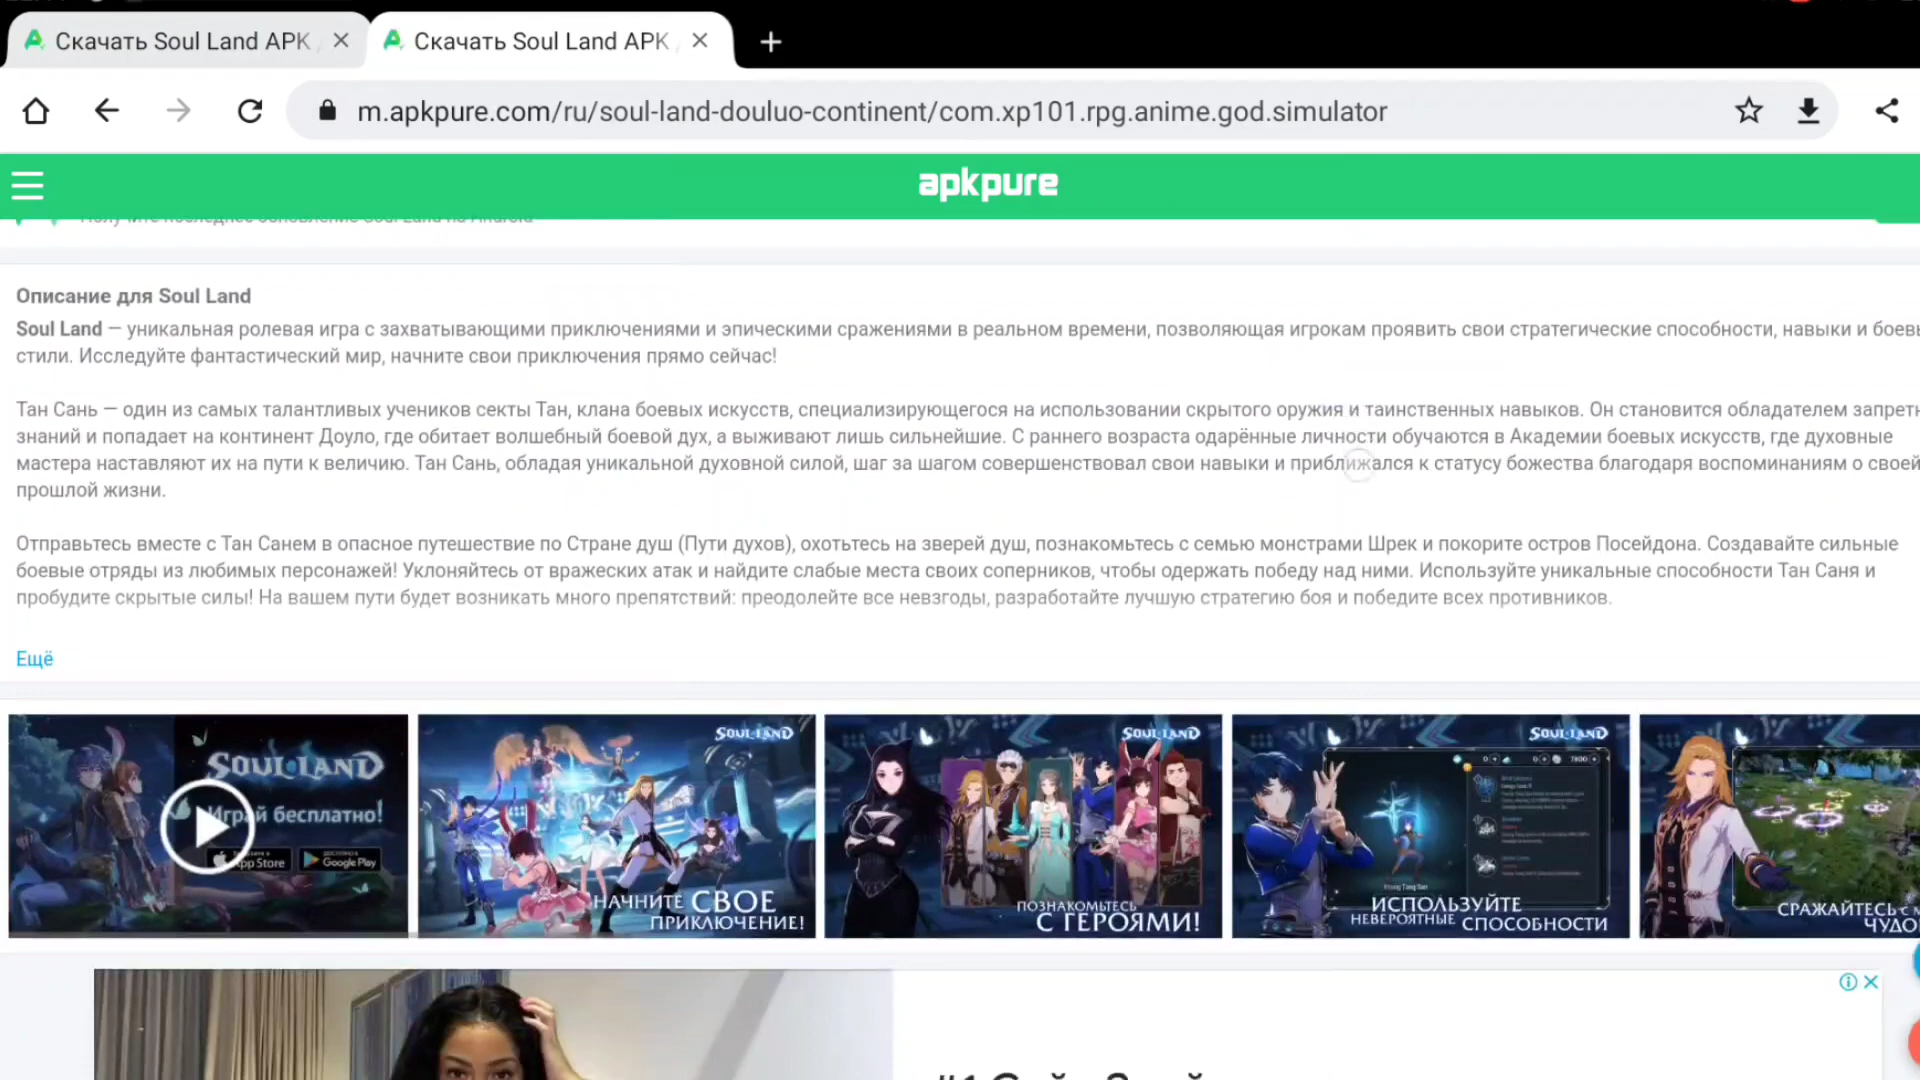 Скачать Soul Land APK
Скачать Soul Land APK
m.apkpure.com/ru/soul-land-douluo-continent/com.xp101.rpg.anime.god.simulator
apkpure
Описание для Soul Land
Soul Land — уникальная ролевая игра с захватывающими приключениями и эпическими сражениями в реальном времени, позволяющая игрокам проявить свои стратегические способности, навыки и боевы
стили. Исследуйте фантастический мир, начните свои приключения прямо сейчас!
Тан Сань — один из самых талантливых учеников секты Тан, клана боевых искусств, специализирующегося на использовании скрытого оружия и таинственных навыков. Он становится обладателем запретн
знаний и попадает на континент Доуло, где обитает волшебный боевой дух, а выживают лишь сильнейшие. С раннего возраста одарённые личности обучаются в Академии боевых искусств, где духовные
мастера наставляют их на пути к величию. Тан Сань, обладая уникальной духовной силой, шаг за шагом совершенствовал свои навыки и приближался к статусу божества благодаря воспоминаниям о своей
прошлой жизни.
Отправьтесь вместе с Тан Санем в опасное путешествие по Стране душ (Пути духов), охотьтесь на зверей душ, познакомьтесь с семью монстрами Шрек и покорите остров Посейдона. Создавайте сильные
боевые отряды из любимых персонажей! Уклоняйтесь от вражеских атак и найдите слабые места своих соперников, чтобы одержать победу над ними. Используйте уникальные способности Тан Саня и
пробудите скрытые силы! На вашем пути будет возникать много препятствий: преодолейте все невзгоды, разработайте лучшую стратегию боя и победите всех противников.
Ещё
SOUL LAND
Играй бесплатно!
App Store
Google Play
SOUL LAND
НАЧНИТЕ СВОЕ
ПРИКЛЮЧЕНИЕ!
SOUL LAND
ПОЗНАКОМЬТЕСЬ
С ГЕРОЯМИ!
SOUL LAND
ИСПОЛЬЗУЙТЕ
НЕВЕРОЯТНЫЕ СПОСОБНОСТИ
СРАЖАЙТЕСЬ С
ЧУДО